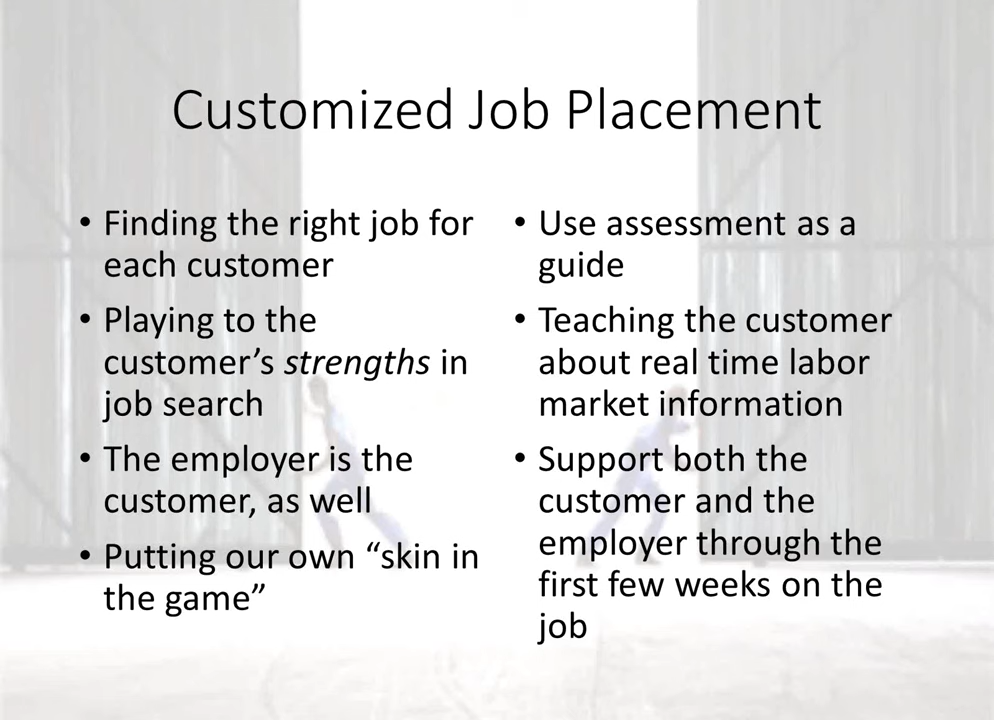 Customized Job Placement
• Finding the right job for
each customer
• Playing to the
customer’s strengths in
job search
• The employer is the
customer, as well
• Putting our own “skin in
the game”
• Use assessment as a
guide
• Teaching the customer
about real time labor
market information
• Support both the
customer and the
employer through the
first few weeks on the
job